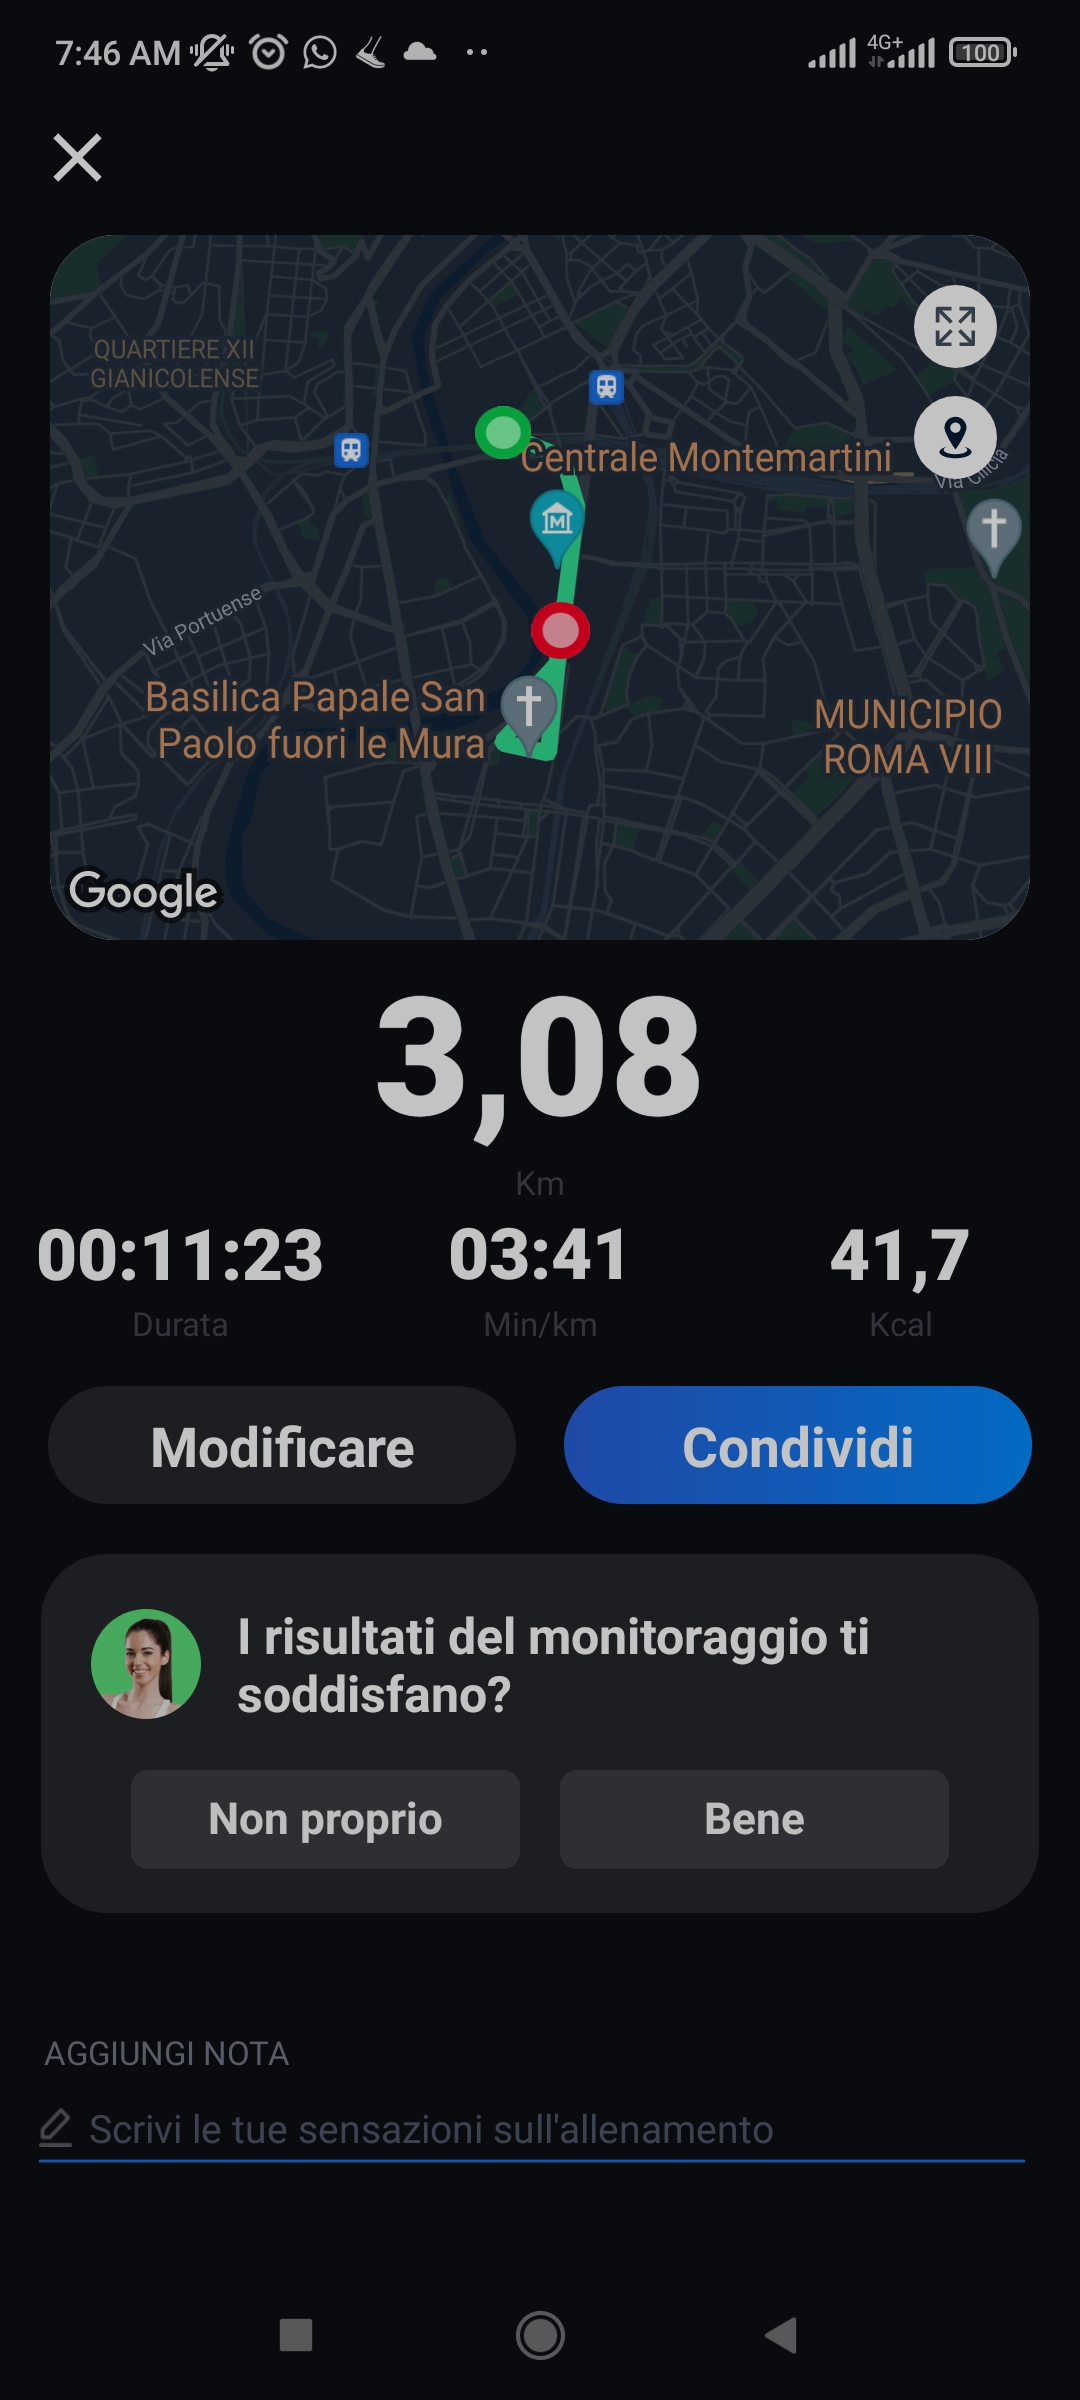 7:46 AM
4G+
100
QUARTIERE XII
GIANICOLENSE
Centrale Montemartini_
Via Cilicia
Via Portuense
Basilica Papale San
Paolo fuori le Mura
MUNICIPIO
ROMA VIII
Google
3,08
Km
00:11:23 03:41 41,7
Durata Min/km Kcal
Modificare Condividi
I risultati del monitoraggio ti
soddisfano?
Non proprio Bene
AGGIUNGI NOTA
Scrivi le tue sensazioni sull'allenamento